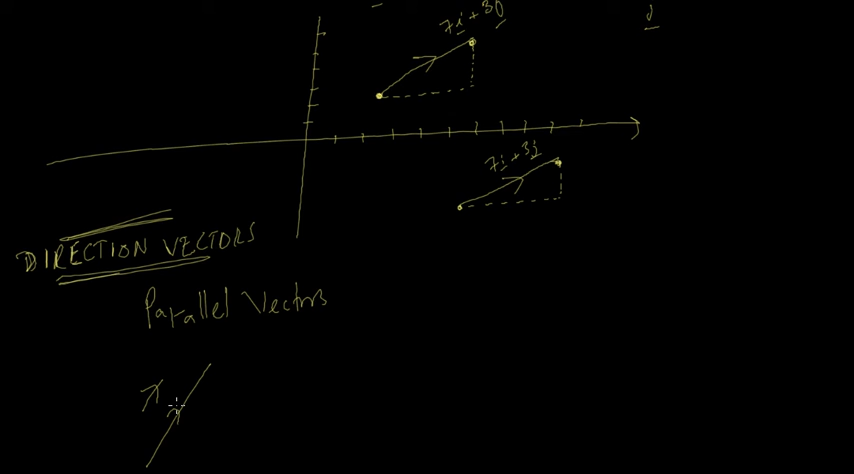 7i + 3j
j
7i + 3j
DIRECTION VECTORS
Parallel Vectors